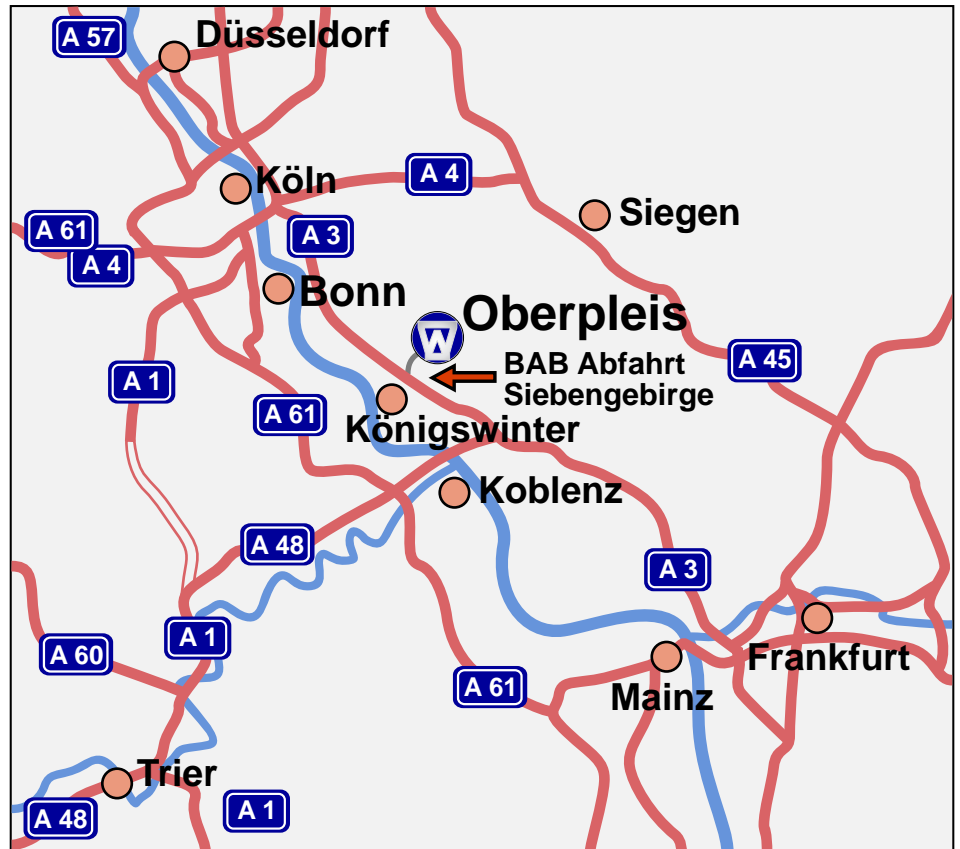 A 57
Düsseldorf
Köln
A 4
Siegen
A 61
A 3
A 4
Bonn
Oberpleis
W
BAB Abfahrt
Siebengebirge
A 45
A 1
A 61
Königswinter
Koblenz
A 48
A 3
A 1
A 60
Frankfurt
A 61
Mainz
Trier
A 1
A 48